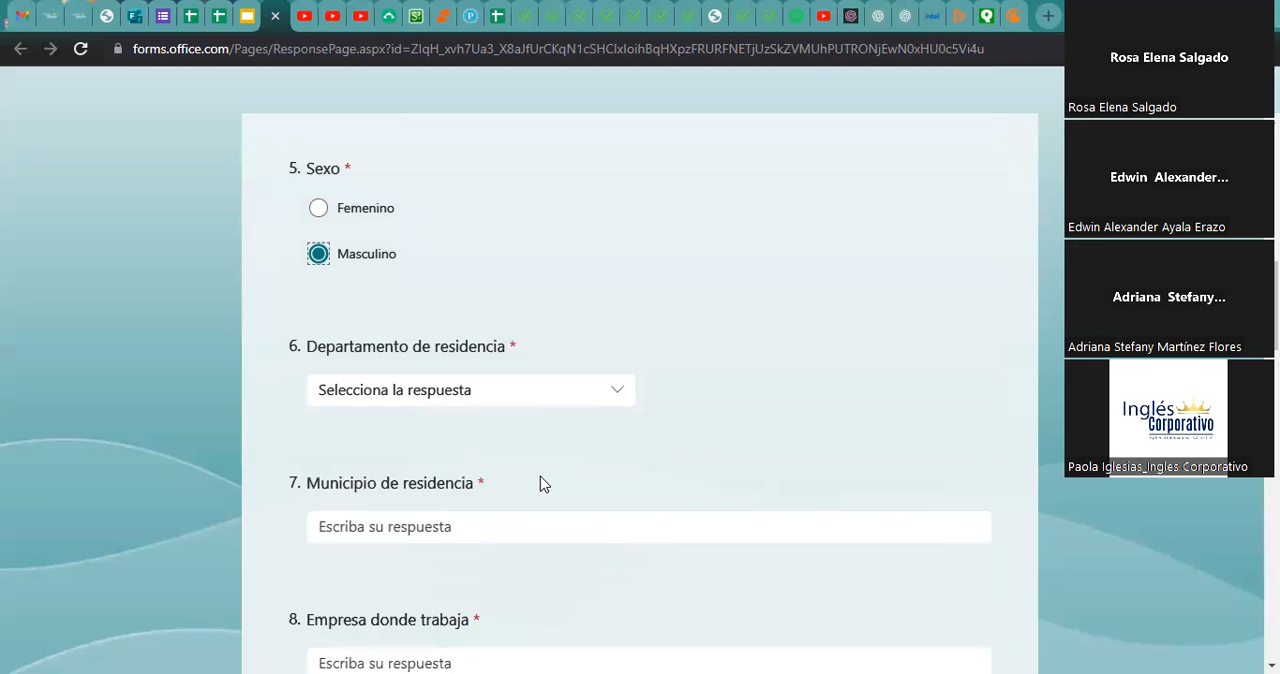 forms.office.com/Pages/ResponsePage.aspx?id=ZIqH_xvh7Ua3_X8aJfUrCKqN1cSHCIxIoihBqHXpzFRURFNETjUzSkZVMUhPUTRONjEwN0xHU0c5Vi4u
5. Sexo *
Femenino
Masculino
6. Departamento de residencia *
Selecciona la respuesta
7. Municipio de residencia *
Escriba su respuesta
8. Empresa donde trabaja *
Escriba su respuesta
Rosa Elena Salgado
Rosa Elena Salgado
Edwin Alexander...
Edwin Alexander Ayala Erazo
Adriana Stefany...
Adriana Stefany Martínez Flores
Inglés
Corporativo
Paola Iglesias_Ingles Corporativo